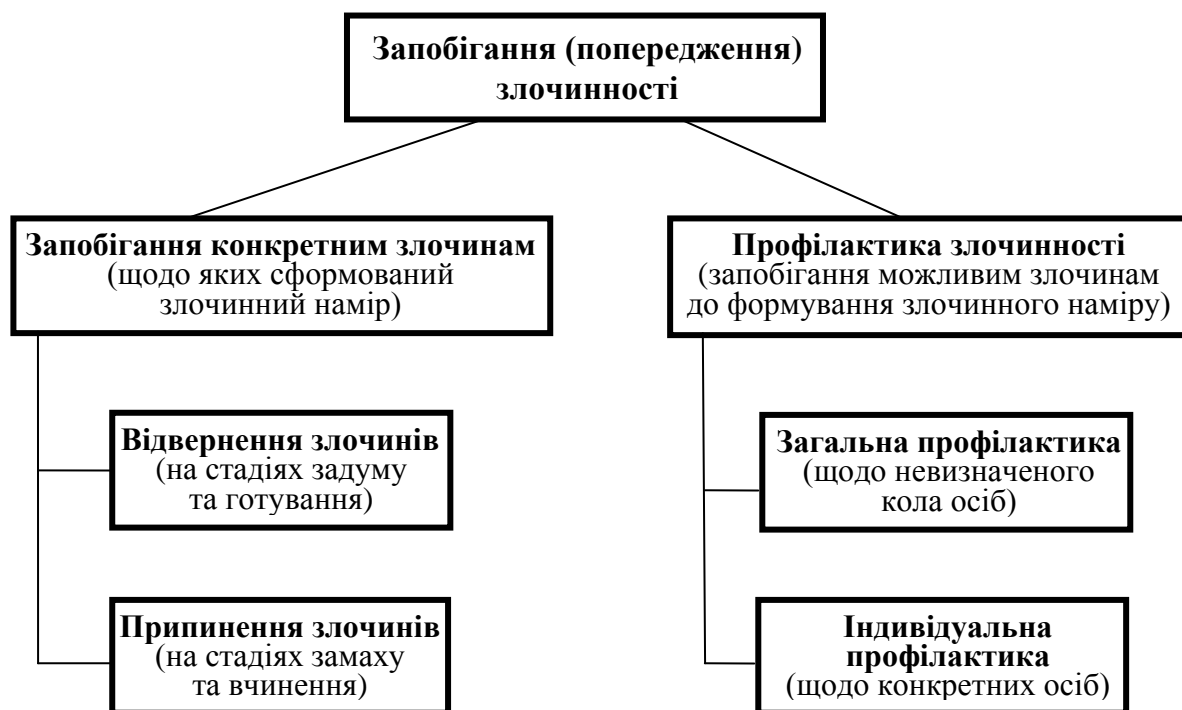 Запобігання (попередження)
злочинності
Запобігання конкретним злочинам
(щодо яких сформований
злочинний намір)
Відвернення злочинів
(на стадіях задуму
та готування)
Припинення злочинів
(на стадіях замаху
та вчинення)
Профілактика злочинності
(запобігання можливим злочинам
до формування злочинного наміру)
Загальна профілактика
(щодо невизначеного
кола осіб)
Індивідуальна
профілактика
(щодо конкретних осіб)